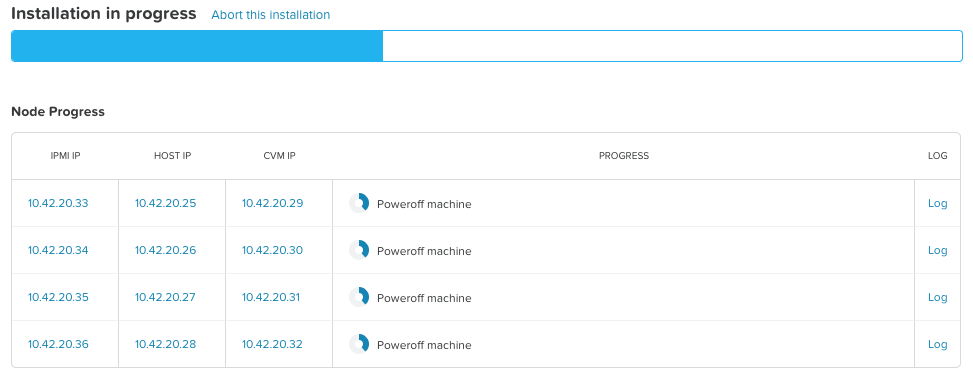 Installation in progress Abort this installation
Node Progress
IPMI IP HOST IP CVM IP PROGRESS LOG
10.42.20.33 10.42.20.25 10.42.20.29 Poweroff machine Log
10.42.20.34 10.42.20.26 10.42.20.30 Poweroff machine Log
10.42.20.35 10.42.20.27 10.42.20.31 Poweroff machine Log
10.42.20.36 10.42.20.28 10.42.20.32 Poweroff machine Log